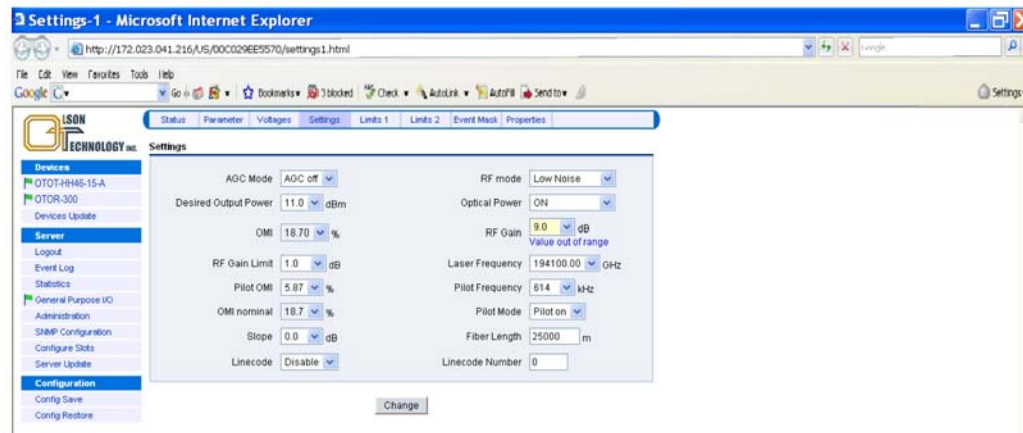 Settings-1 - Microsoft Internet Explorer
http://172.023.041.216/US/00C029EE5570/settings1.html
File Edit View Favorites Tools Help
Google Go Bookmarks 3 blocked Check AutoLink AutoFill Send to Settings
OLSON TECHNOLOGY INC.
Status Parameter Voltages Settings Limits 1 Limits 2 Event Mask Properties
Settings
Devices
OTOT-HH46-15-A
OTOR-300
Devices Update
Server
Logout
Event Log
Statistics
General Purpose I/O
Administration
SNMP Configuration
Configure Slots
Server Update
Configuration
Config Save
Config Restore
AGC Mode AGC off RF mode Low Noise
Desired Output Power 11.0 dBm Optical Power ON
OMI 18.70 % RF Gain 9.0 dB
Value out of range
RF Gain Limit 1.0 dB Laser Frequency 194100.00 GHz
Pilot OMI 5.87 % Pilot Frequency 614 kHz
OMI nominal 18.7 % Pilot Mode Pilot on
Slope 0.0 dB Fiber Length 25000 m
Linecode Disable Linecode Number 0
Change